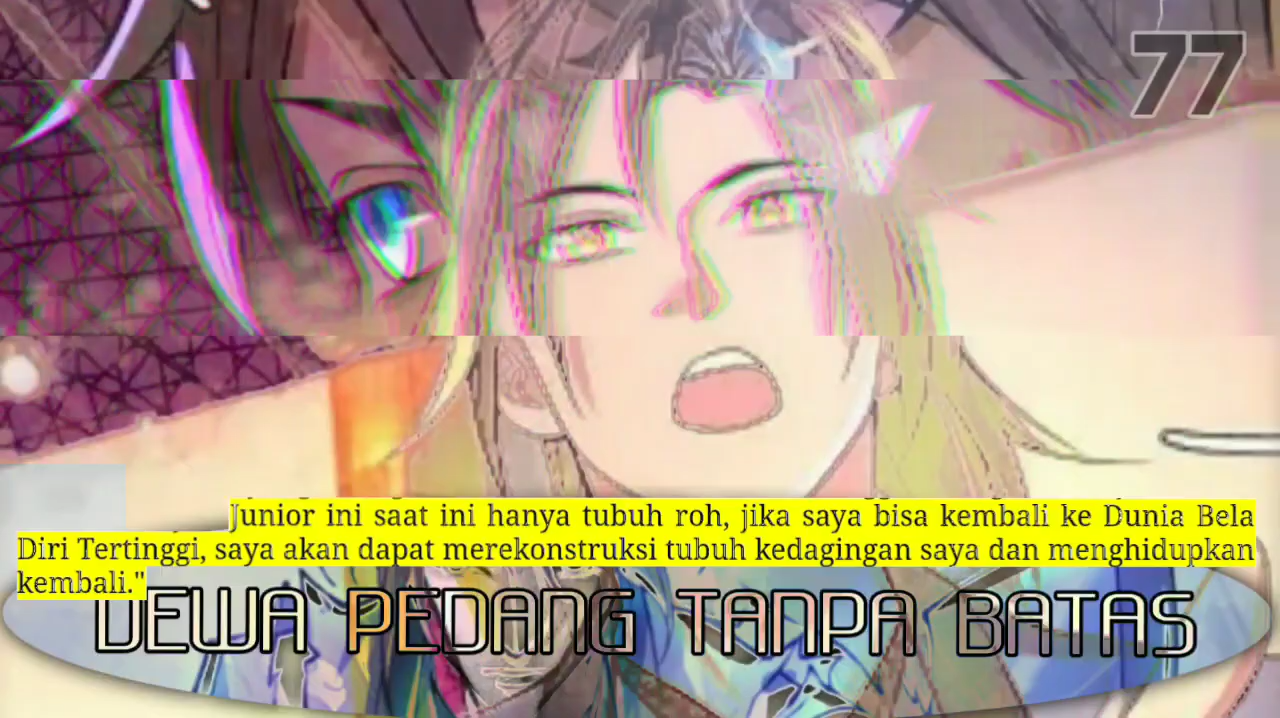 77
Junior ini saat ini hanya tubuh roh, jika saya bisa kembali ke Dunia Bela
Diri Tertinggi, saya akan dapat merekonstruksi tubuh kedagingan saya dan menghidupkan
kembali."
DEWA PEDANG TANPA BATAS